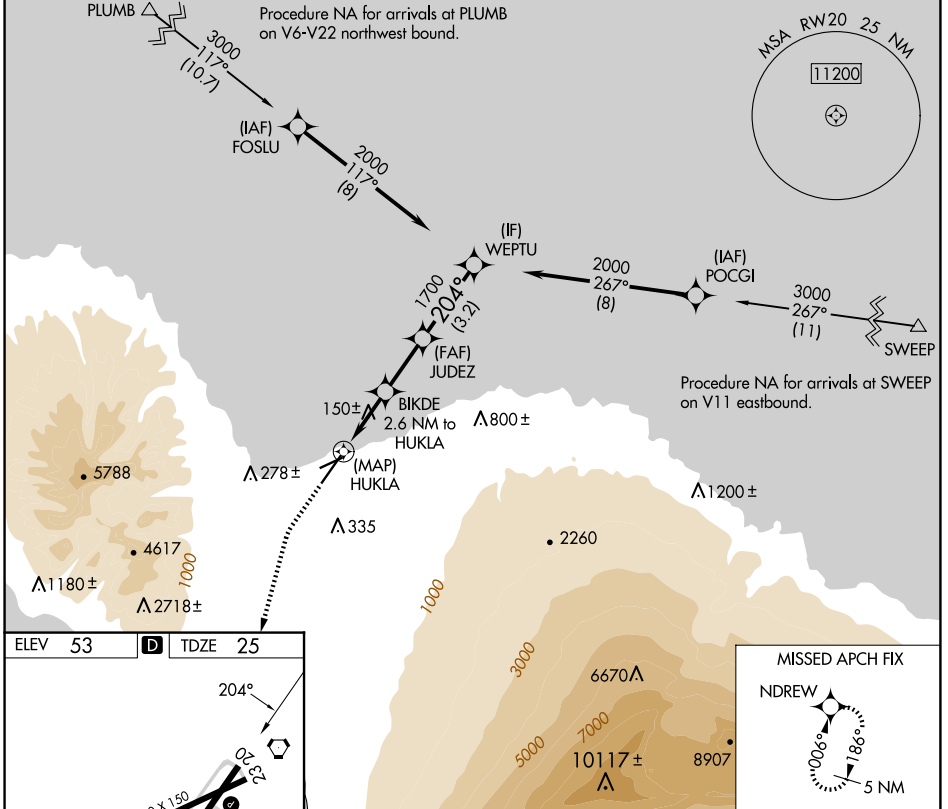 PLUMB
Procedure NA for arrivals at PLUMB
on V6-V22 northwest bound.
3000
117°
(10.7)
MSA RW20 25 NM
11200
(IAF)
FOSLU
2000
117°
(8)
(IF)
WEPTU
2000
267°
(8)
(IAF)
POCGI
3000
267°
(11)
SWEEP
1700
204°
(3.2)
(FAF)
JUDEZ
Procedure NA for arrivals at SWEEP
on V11 eastbound.
150±
BIKDE
2.6 NM to
HUKLA
800±
(MAP)
HUKLA
278±
5788
1200±
335
2260
4617
1000
1180±
2718±
1000
3000
5000
7000
6670
10117±
8907
ELEV 53
D
TDZE 25
204°
23 20
X 150
MISSED APCH FIX
NDREW
006°
186°
5 NM